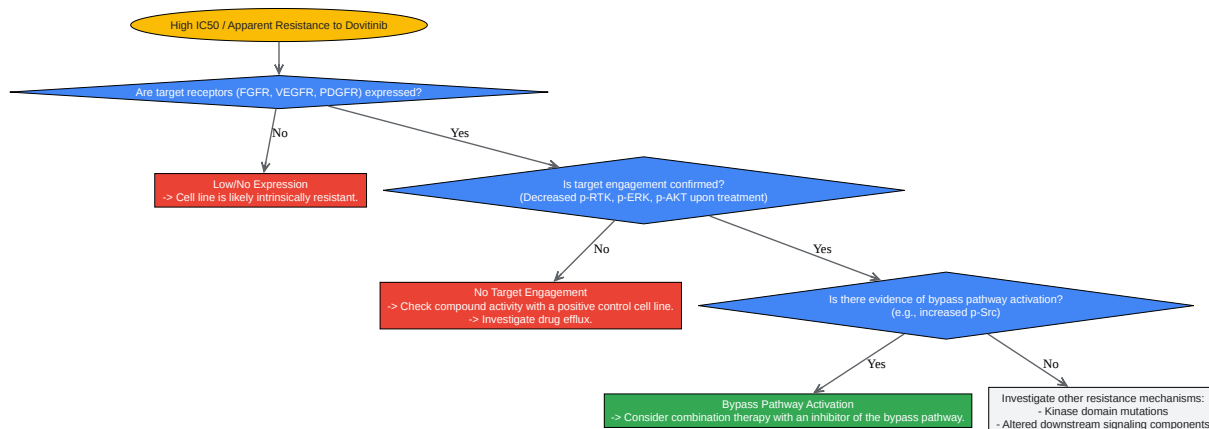 High IC50 / Apparent Resistance to Dovitinib
Are target receptors (FGFR, VEGFR, PDGFR) expressed?
No
Yes
Low/No Expression
-> Cell line is likely intrinsically resistant.
Is target engagement confirmed?
(Decreased p-RTK, p-ERK, p-AKT upon treatment)
No
Yes
No Target Engagement
-> Check compound activity with a positive control cell line.
-> Investigate drug efflux.
Is there evidence of bypass pathway activation?
(e.g., increased p-Src)
Yes
No
Bypass Pathway Activation
-> Consider combination therapy with an inhibitor of the bypass pathway.
Investigate other resistance mechanisms:
- Kinase domain mutations
- Altered downstream signaling components